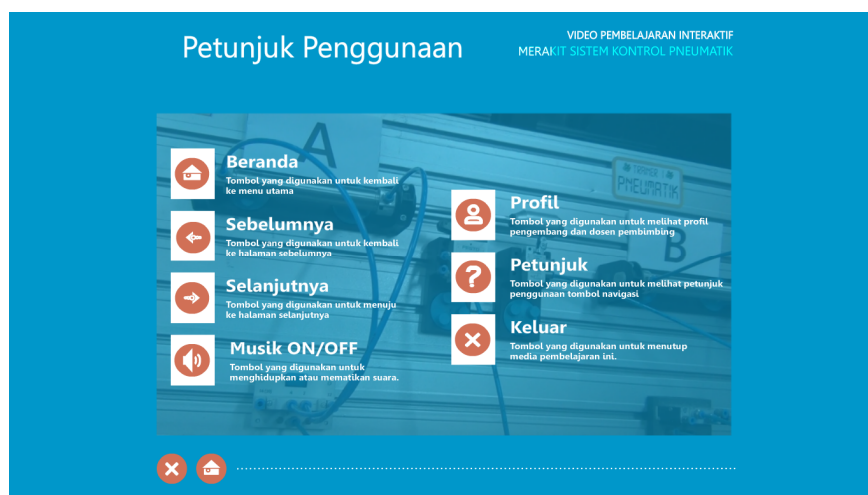 Petunjuk Penggunaan
VIDEO PEMBELAJARAN INTERAKTIF
MERAKIT SISTEM KONTROL PNEUMATIK
A
Beranda
Tombol yang digunakan untuk kembali
ke menu utama
Sebelumnya
Tombol yang digunakan untuk kembali
ke halaman sebelumnya
Selanjutnya
Tombol yang digunakan untuk menuju
ke halaman selanjutnya
Musik ON/OFF
Tombol yang digunakan untuk
menghidupkan atau mematikan suara.
TRAINER
PNEUMATIK
B
Profil
Tombol yang digunakan untuk melihat profil
pengembang dan dosen pembimbing
Petunjuk
Tombol yang digunakan untuk melihat petunjuk
penggunaan tombol navigasi
Keluar
Tombol yang digunakan untuk menutup
media pembelajaran ini.